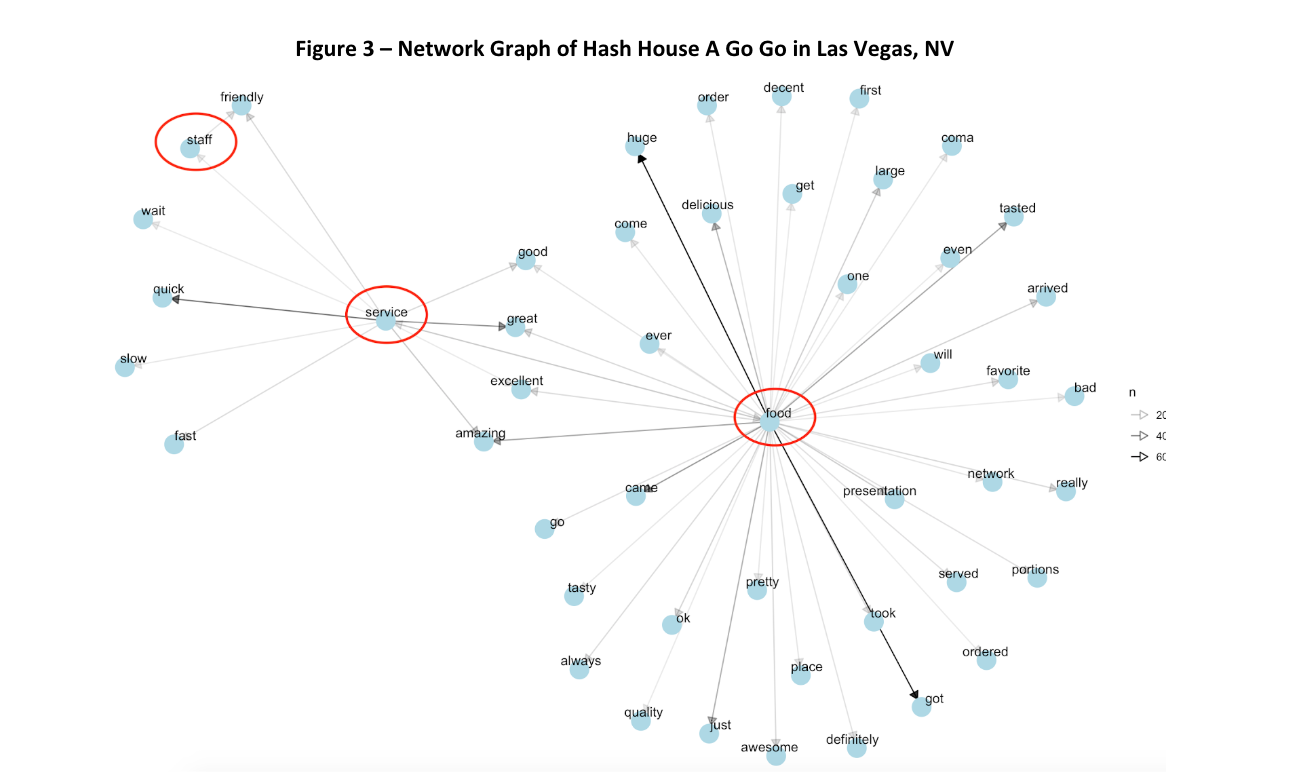 Figure 3 – Network Graph of Hash House A Go Go in Las Vegas, NV
friendly
order
decent
first
staff
huge
coma
large
get
wait
delicious
tasted
come
good
even
one
quick
arrived
service
great
ever
slow
will
excellent
favorite
bad
n
food
20
fast
amazing
40
60
came
presentation
network
really
go
tasty
pretty
served
portions
ok
took
always
place
ordered
quality
just
got
awesome
definitely